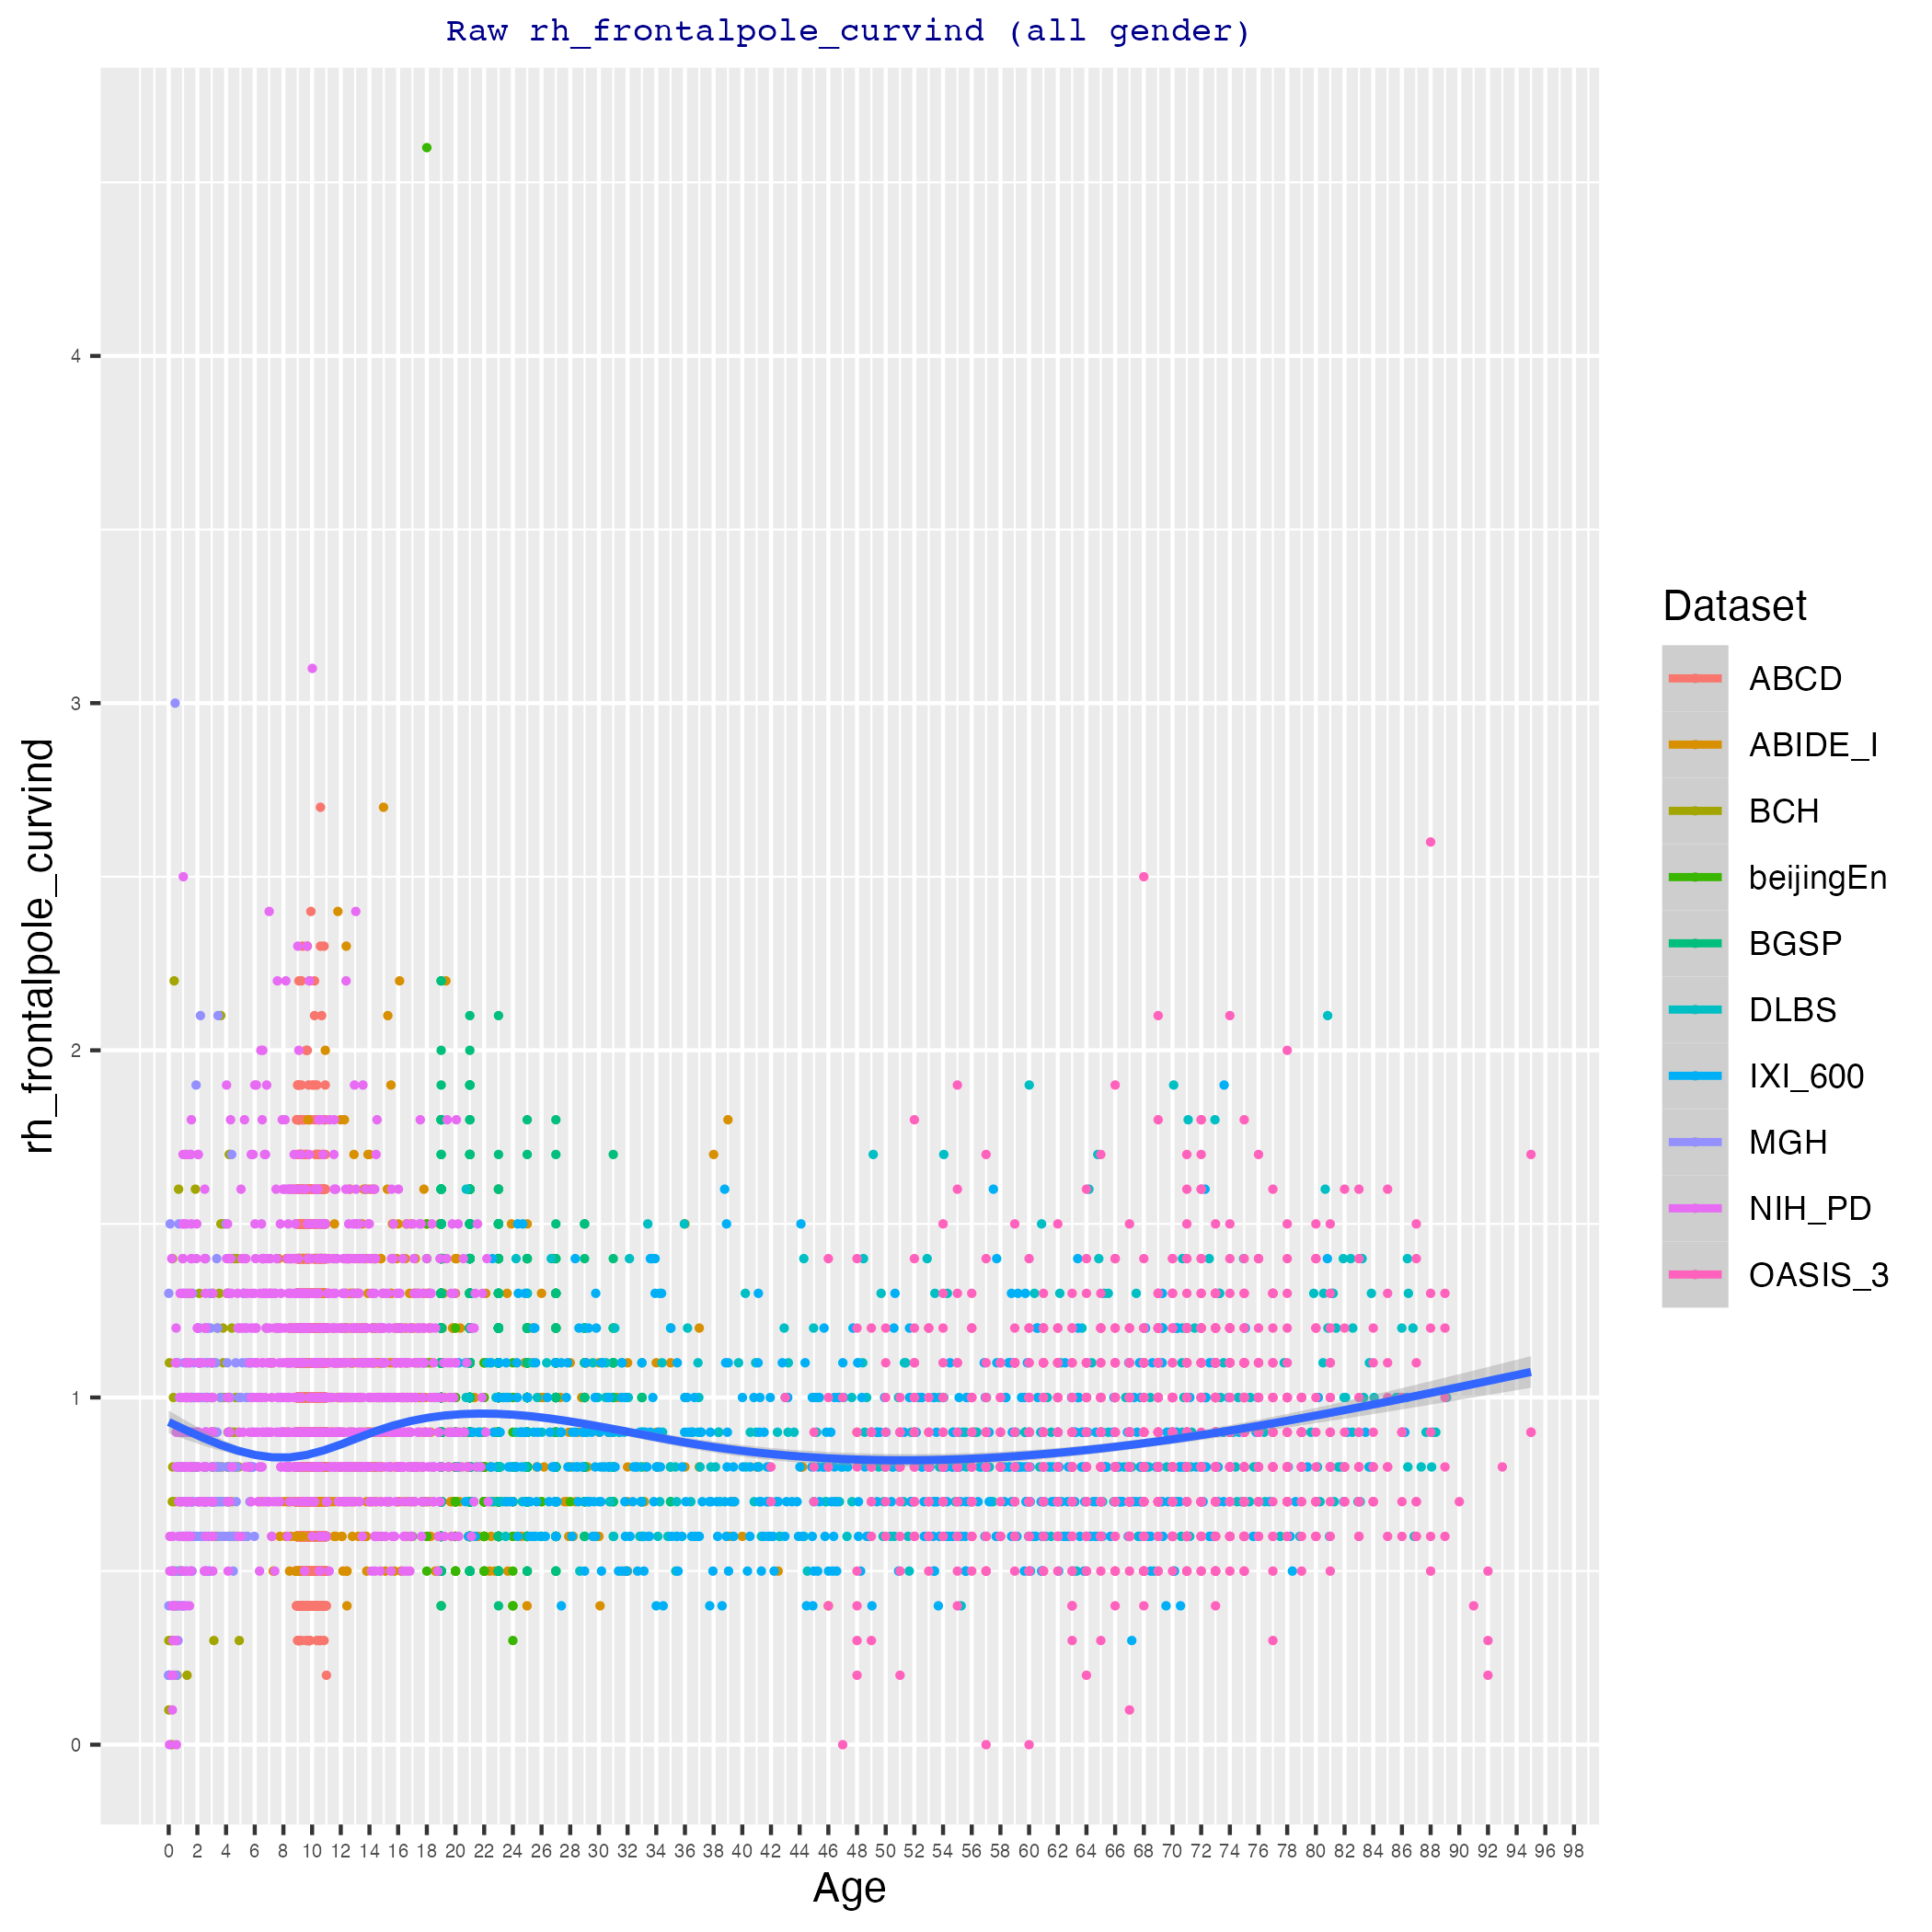 Raw rh_frontalpole_curvind (all gender)
rh_frontalpole_curvind
4
3
2
1
0
0 2 4 6 8 10 12 14 16 18 20 22 24 26 28 30 32 34 36 38 40 42 44 46 48 50 52 54 56 58 60 62 64 66 68 70 72 74 76 78 80 82 84 86 88 90 92 94 96 98
Age
Dataset
ABCD
ABIDE_I
BCH
beijingEn
BGSP
DLBS
IXI_600
MGH
NIH_PD
OASIS_3